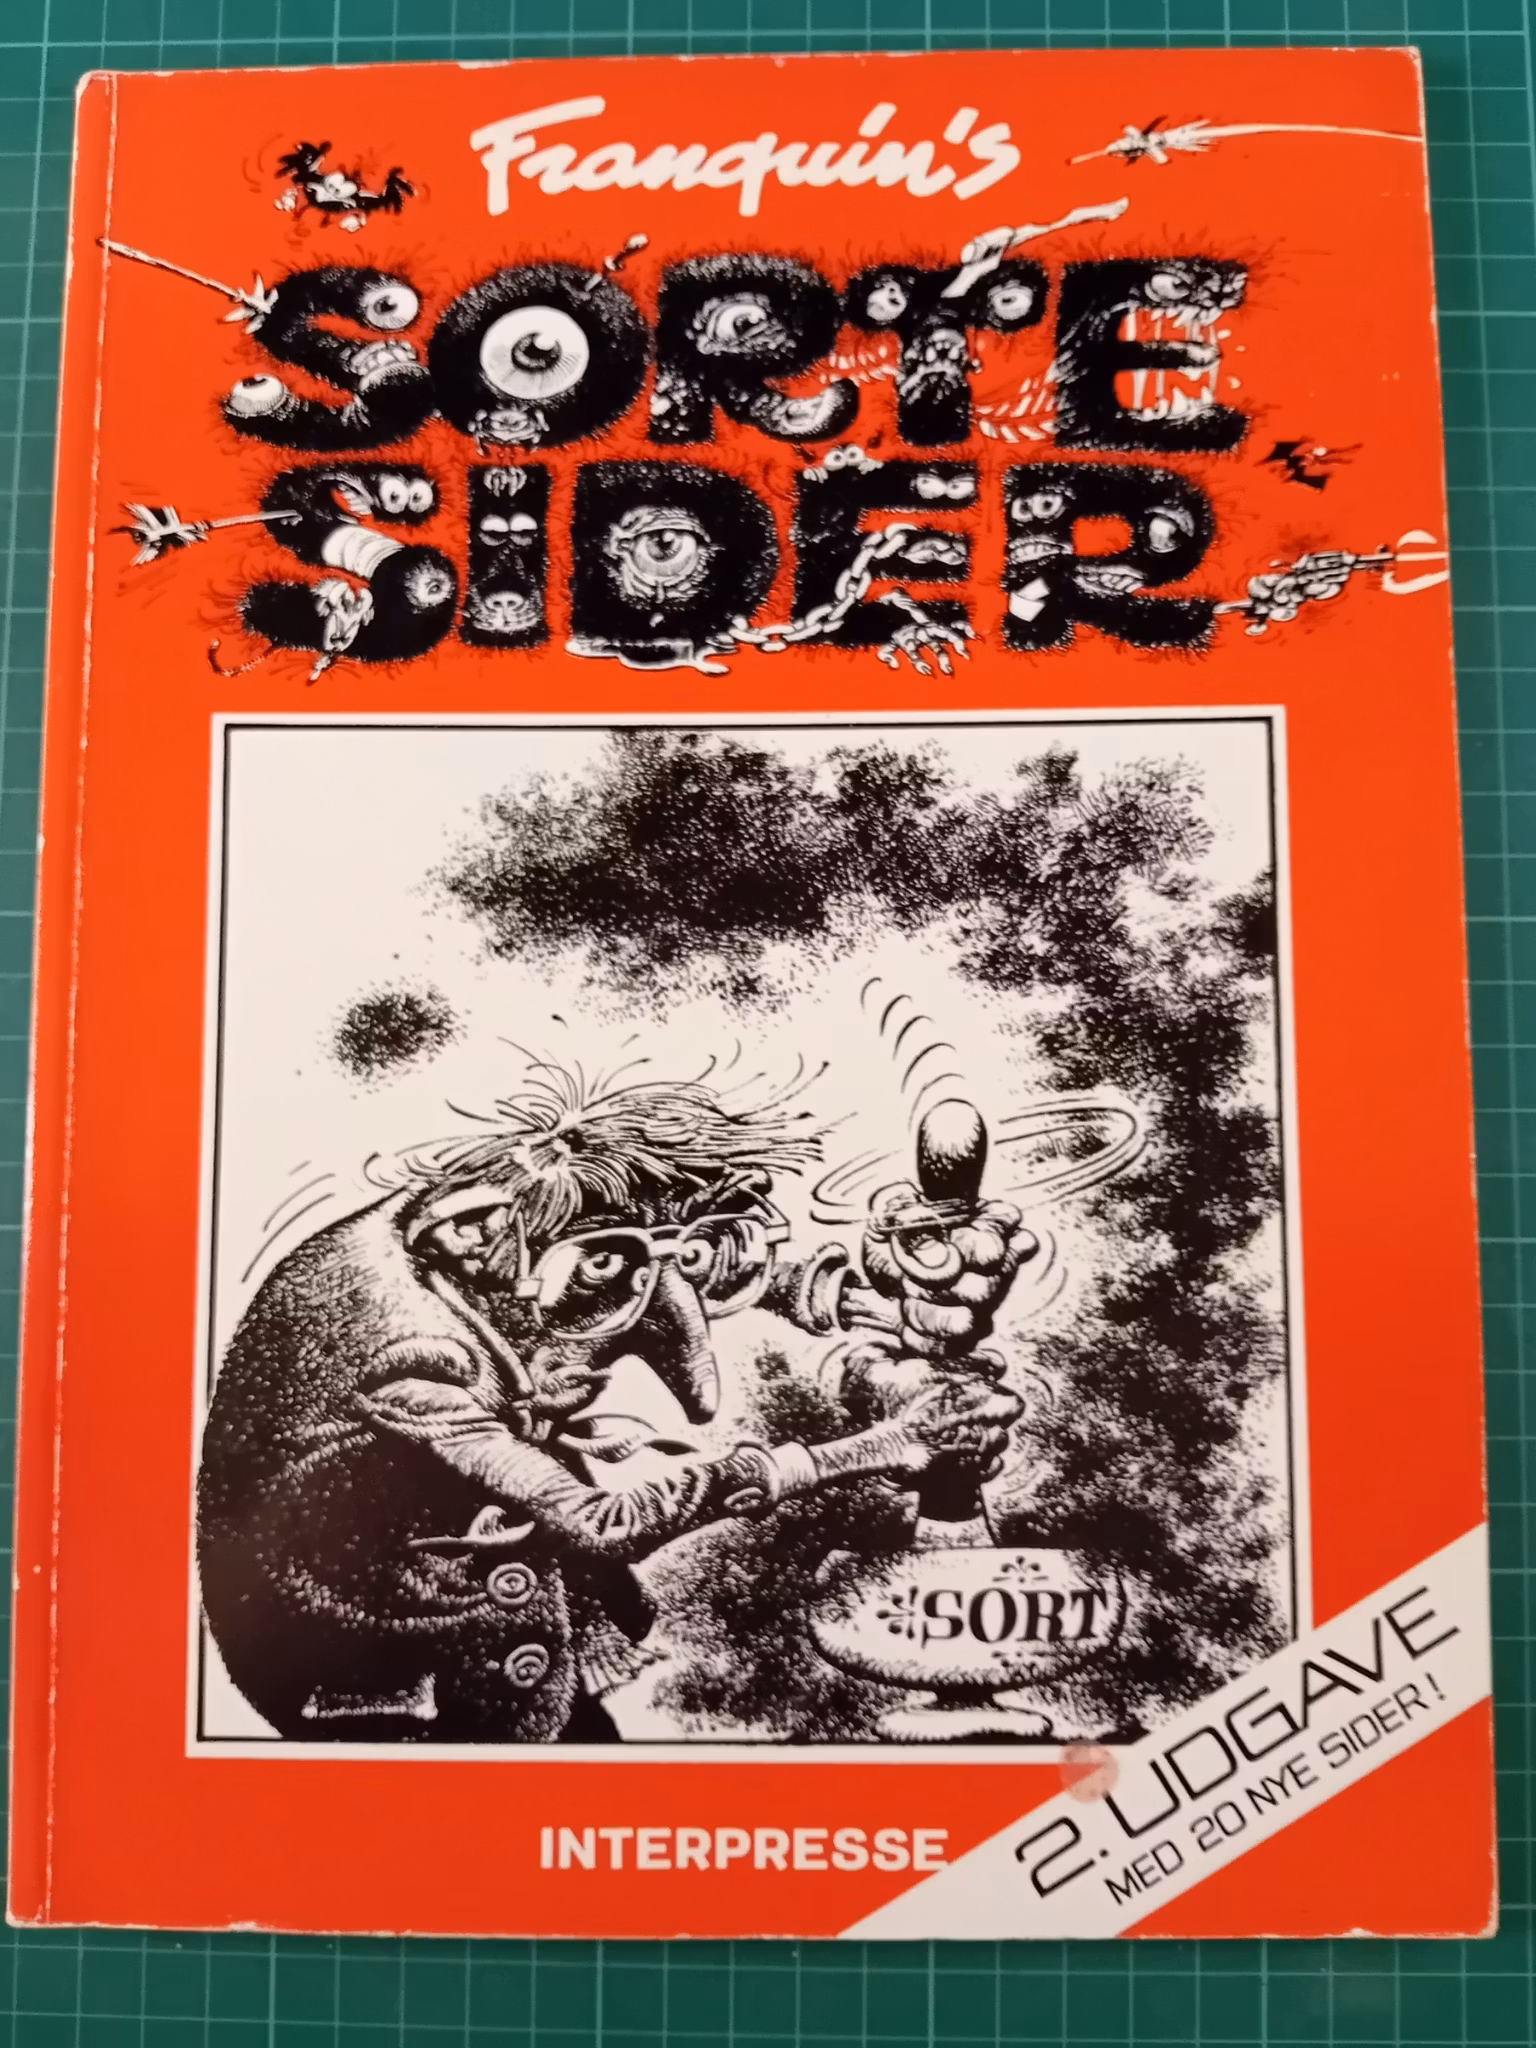 Franquin's
SORTE
SIDER
SORT
2. UDGAVE
MED 20 NYE SIDER!
INTERPRESSE